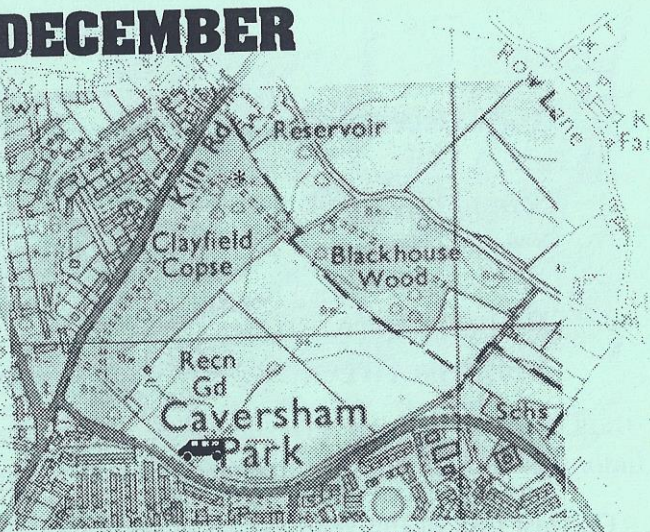 DECEMBER
Row Lane
Reservoir
Kiln Rd
*
Clayfield
Copse
Blackhouse
Wood
Recn
Gd
Caversham
Park
Schs